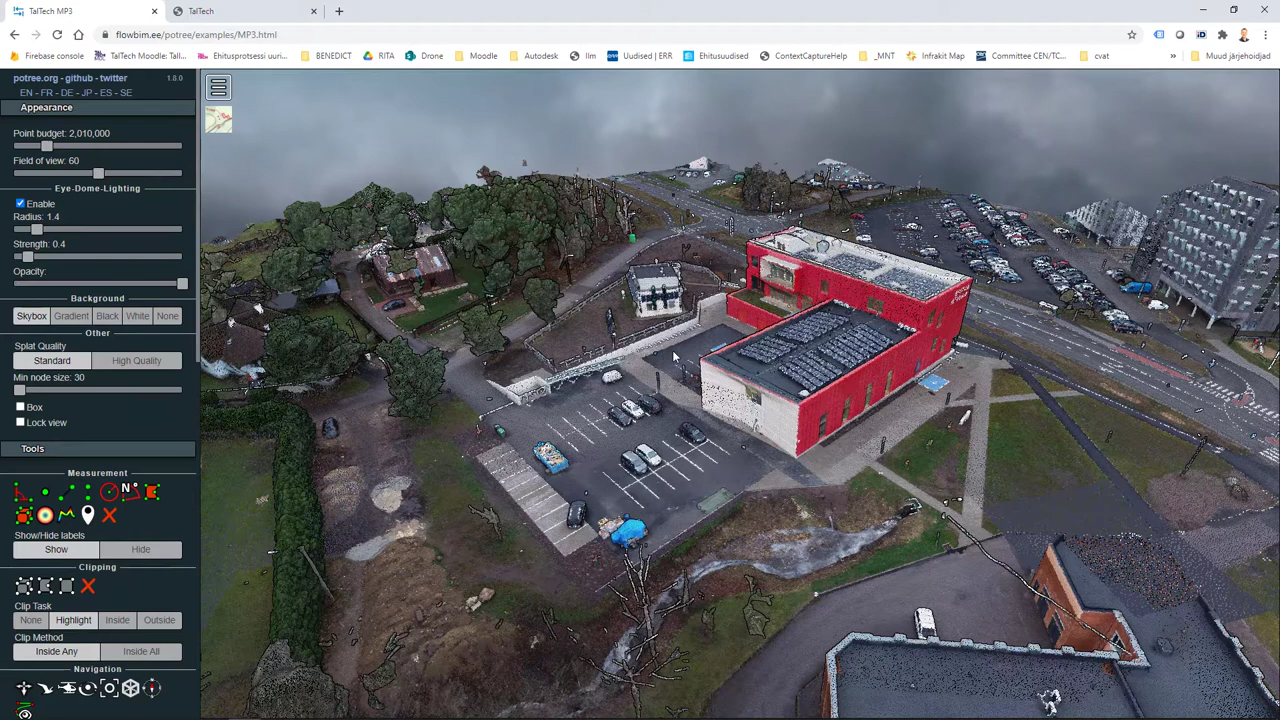 TalTech MP3
TalTech
flowbim.ee/potree/examples/MP3.html
Firebase console
TalTech Moodle: Tall...
Ehitusprotsessi uuri...
BENEDICT
RITA
Drone
Moodle
Autodesk
Ilm
Uudised | ERR
Ehitusuudised
ContextCaptureHelp
_MNT
Infrakit Map
Committee CEN/TC...
cvat
»
Muud järjehoidjad
potree.org - github - twitter
1.8.0
EN - FR - DE - JP - ES - SE
Appearance
Point budget: 2,010,000
Field of view: 60
Eye-Dome-Lighting
Enable
Radius: 1.4
Strength: 0.4
Opacity:
Background
Skybox Gradient Black White None
Other
Splat Quality
Standard High Quality
Min node size: 30
Box
Lock view
Tools
Measurement
N
Show/Hide labels
Show Hide
Clipping
Clip Task
None Highlight Inside Outside
Clip Method
Inside Any Inside All
Navigation